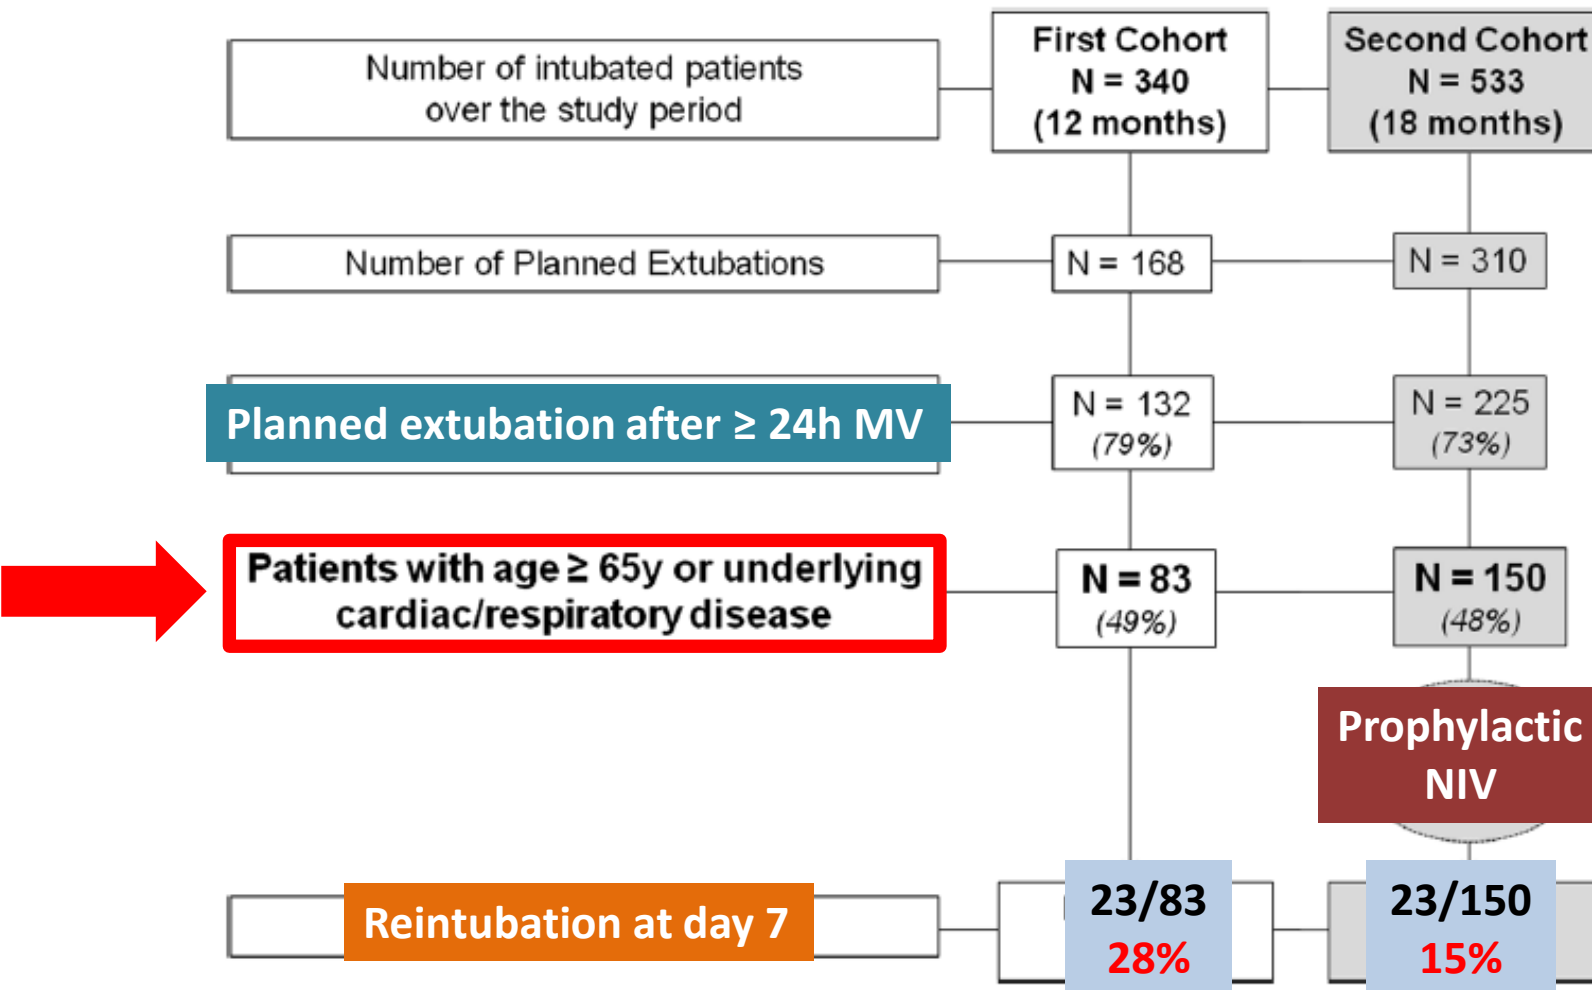 Number of intubated patients
over the study period
First Cohort
N = 340
(12 months)
Second Cohort
N = 533
(18 months)
Number of Planned Extubations
N = 168
N = 310
Planned extubation after ≥ 24h MV
N = 132
(79%)
N = 225
(73%)
Patients with age ≥ 65y or underlying
cardiac/respiratory disease
N = 83
(49%)
N = 150
(48%)
Prophylactic
NIV
Reintubation at day 7
23/83
28%
23/150
15%